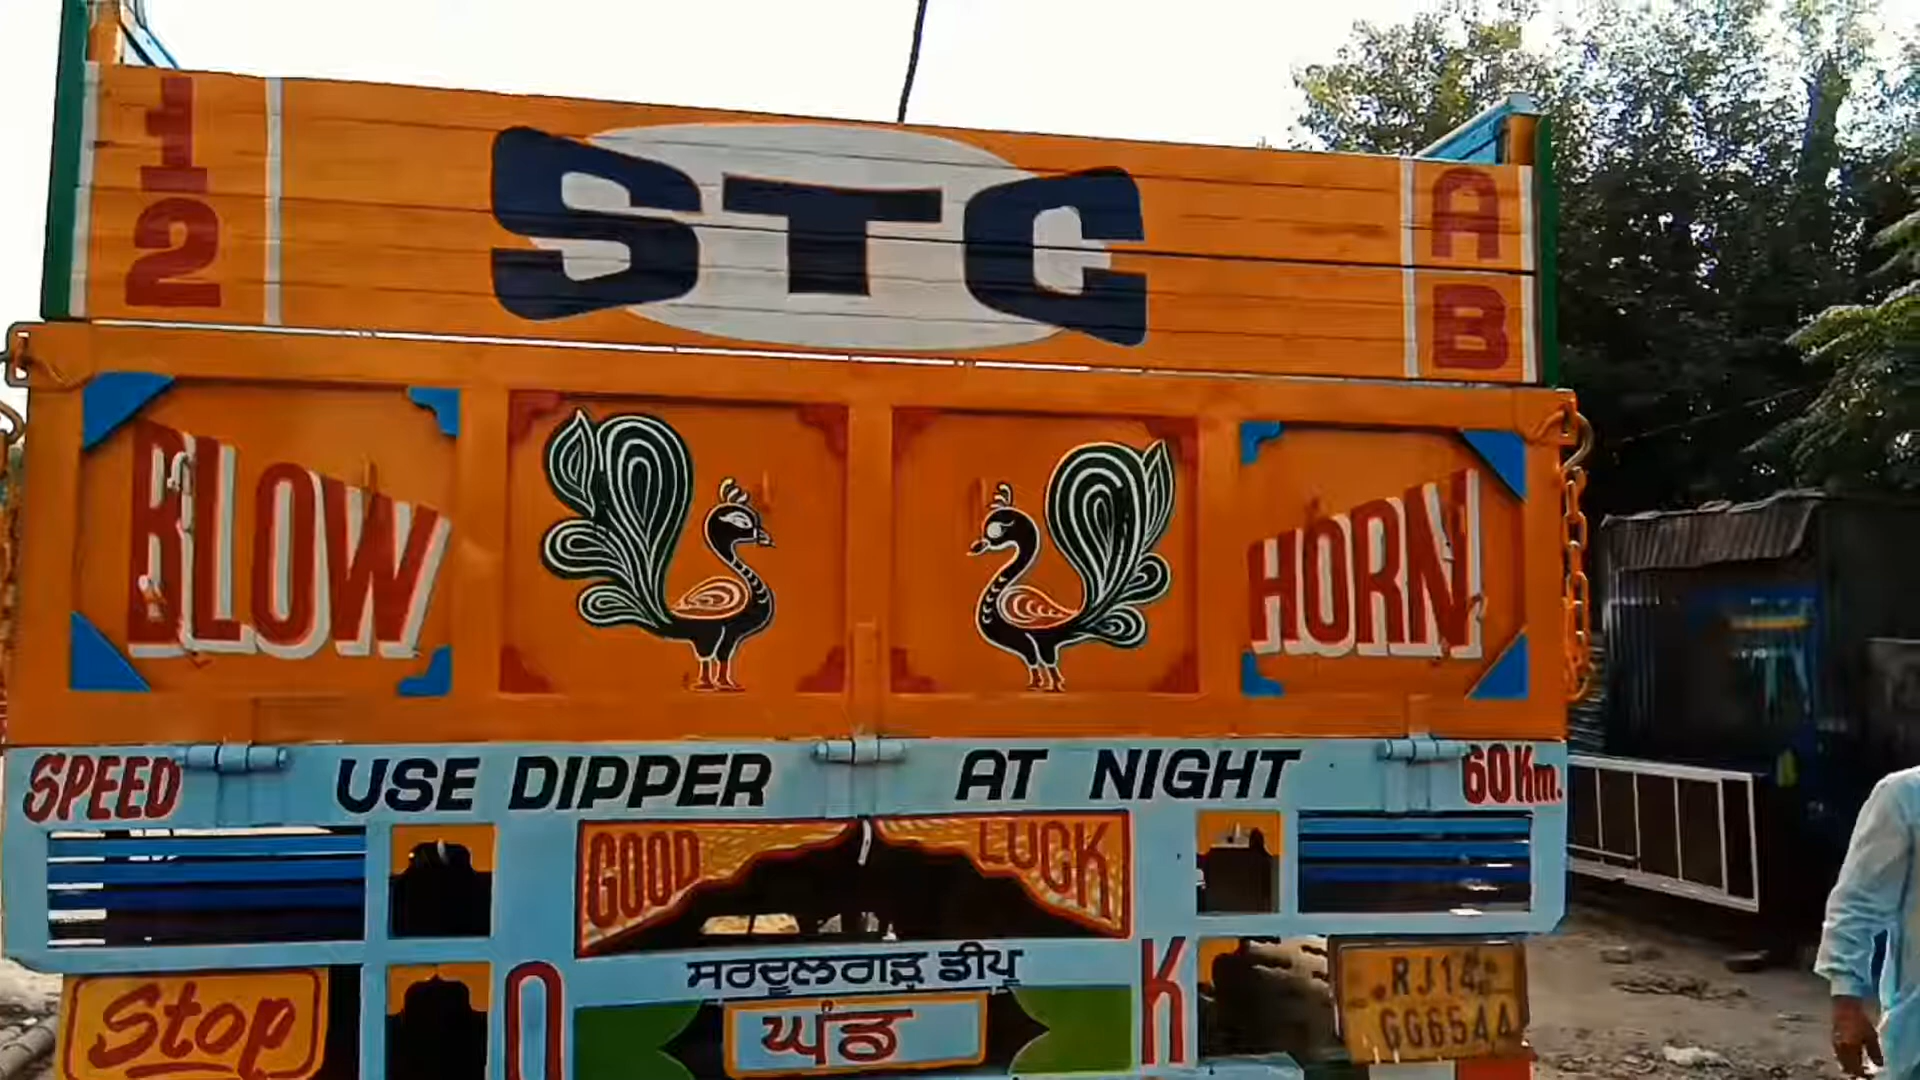 1 STC A
2 B
BLOW HORN
SPEED USE DIPPER AT NIGHT 60Km.
GOOD LUCK
ਸਰਦੂਲਗੜ੍ਹ ਡੀਪੂ
Stop O K
RJ14
GG6544